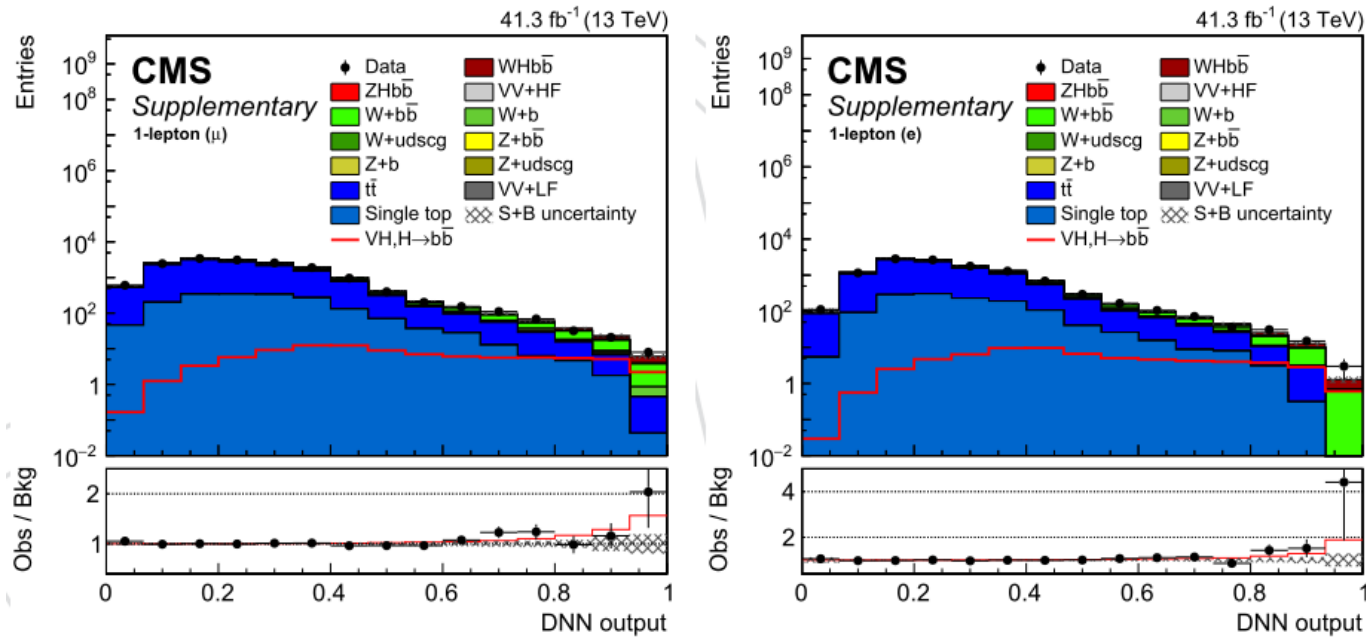 41.3 fb⁻¹ (13 TeV)
Entries
10⁹
10⁸
10⁷
10⁶
10⁵
10⁴
10²
1
10⁻²
CMS
Supplementary
1-lepton (μ)
Data
WHbb̅
ZHbb̅
VV+HF
W+bb̅
W+b
W+udscg
Z+bb̅
Z+b
Z+udscg
tt̅
VV+LF
Single top
S+B uncertainty
VH,H→bb̅
Obs / Bkg
2
1
0 0.2 0.4 0.6 0.8 1
DNN output
41.3 fb⁻¹ (13 TeV)
Entries
10⁹
10⁸
10⁷
10⁶
10⁵
10⁴
10²
1
10⁻²
CMS
Supplementary
1-lepton (e)
Data
WHbb̅
ZHbb̅
VV+HF
W+bb̅
W+b
W+udscg
Z+bb̅
Z+b
Z+udscg
tt̅
VV+LF
Single top
S+B uncertainty
VH,H→bb̅
Obs / Bkg
4
2
0 0.2 0.4 0.6 0.8 1
DNN output